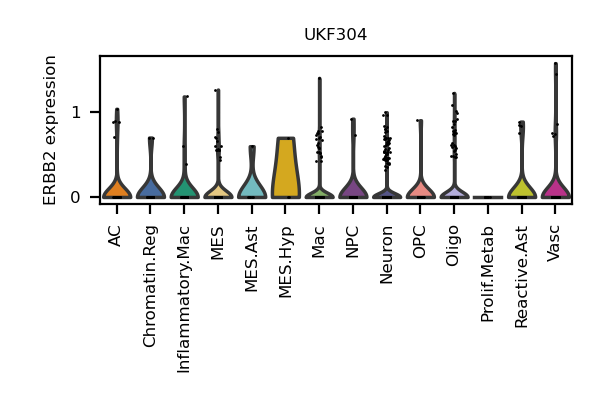 UKF304
ERBB2 expression
1
0
AC
Chromatin.Reg
Inflammatory.Mac
MES
MES.Ast
MES.Hyp
Mac
NPC
Neuron
OPC
Oligo
Prolif.Metab
Reactive.Ast
Vasc